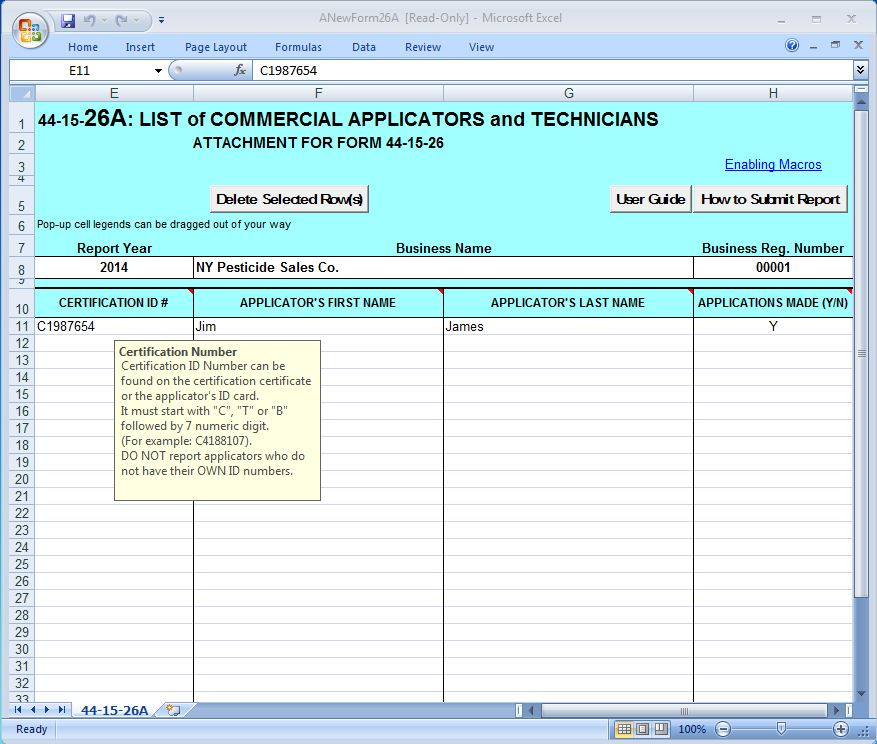 ANewForm26A [Read-Only] - Microsoft Excel
Home Insert Page Layout Formulas Data Review View
E11 fx C1987654
E F G H
1 44-15-26A: LIST of COMMERCIAL APPLICATORS and TECHNICIANS
2 ATTACHMENT FOR FORM 44-15-26
3 Enabling Macros
4
5 Delete Selected Row(s) User Guide How to Submit Report
6 Pop-up cell legends can be dragged out of your way
7 Report Year Business Name Business Reg. Number
8 2014 NY Pesticide Sales Co. 00001
9
10 CERTIFICATION ID # APPLICATOR'S FIRST NAME APPLICATOR'S LAST NAME APPLICATIONS MADE (Y/N)
11 C1987654 Jim James Y
12
Certification Number
13
Certification ID Number can be
14
found on the certification certificate
15
or the applicator's ID card.
16
It must start with "C", "T" or "B"
17
followed by 7 numeric digit.
18
(For example: C4188107).
19
DO NOT report applicators who do
20
not have their OWN ID numbers.
21
22
23
24
25
26
27
28
29
30
31
32
33
44-15-26A
Ready 100%